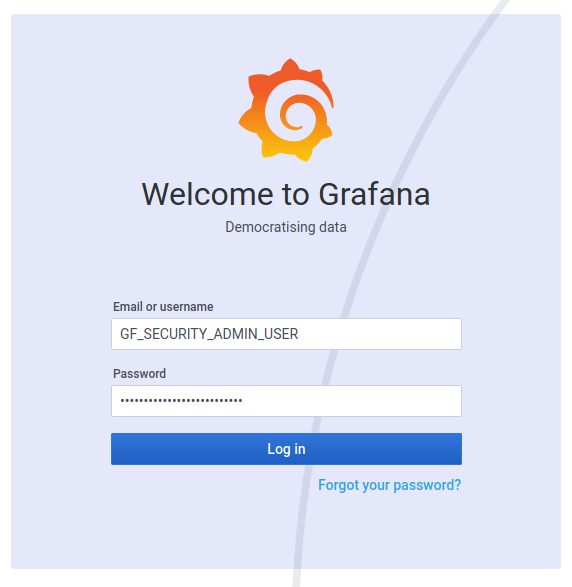 Welcome to Grafana
Democratising data
Email or username
GF_SECURITY_ADMIN_USER
Password
••••••••••••••••••••••••••
Log in
Forgot your password?